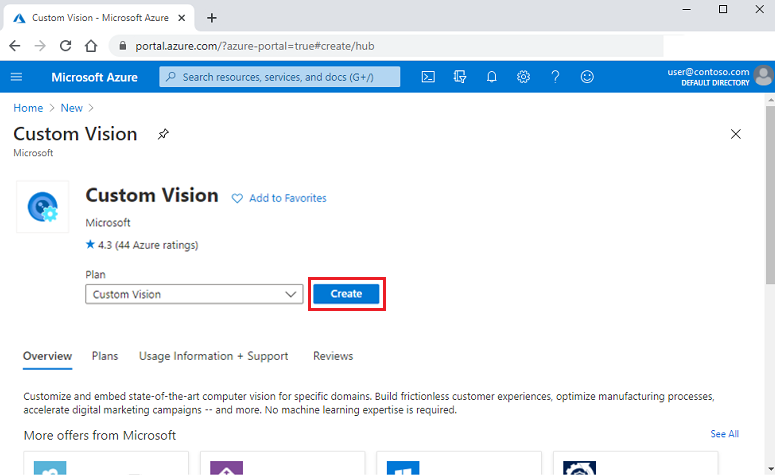 Custom Vision - Microsoft Azure
portal.azure.com/?azure-portal=true#create/hub
Microsoft Azure
Search resources, services, and docs (G+/)
user@contoso.com
DEFAULT DIRECTORY
Home > New >
Custom Vision
Microsoft
Custom Vision
Add to Favorites
Microsoft
4.3 (44 Azure ratings)
Plan
Custom Vision
Create
Overview Plans Usage Information + Support Reviews
Customize and embed state-of-the-art computer vision for specific domains. Build frictionless customer experiences, optimize manufacturing processes,
accelerate digital marketing campaigns -- and more. No machine learning expertise is required.
More offers from Microsoft
See All